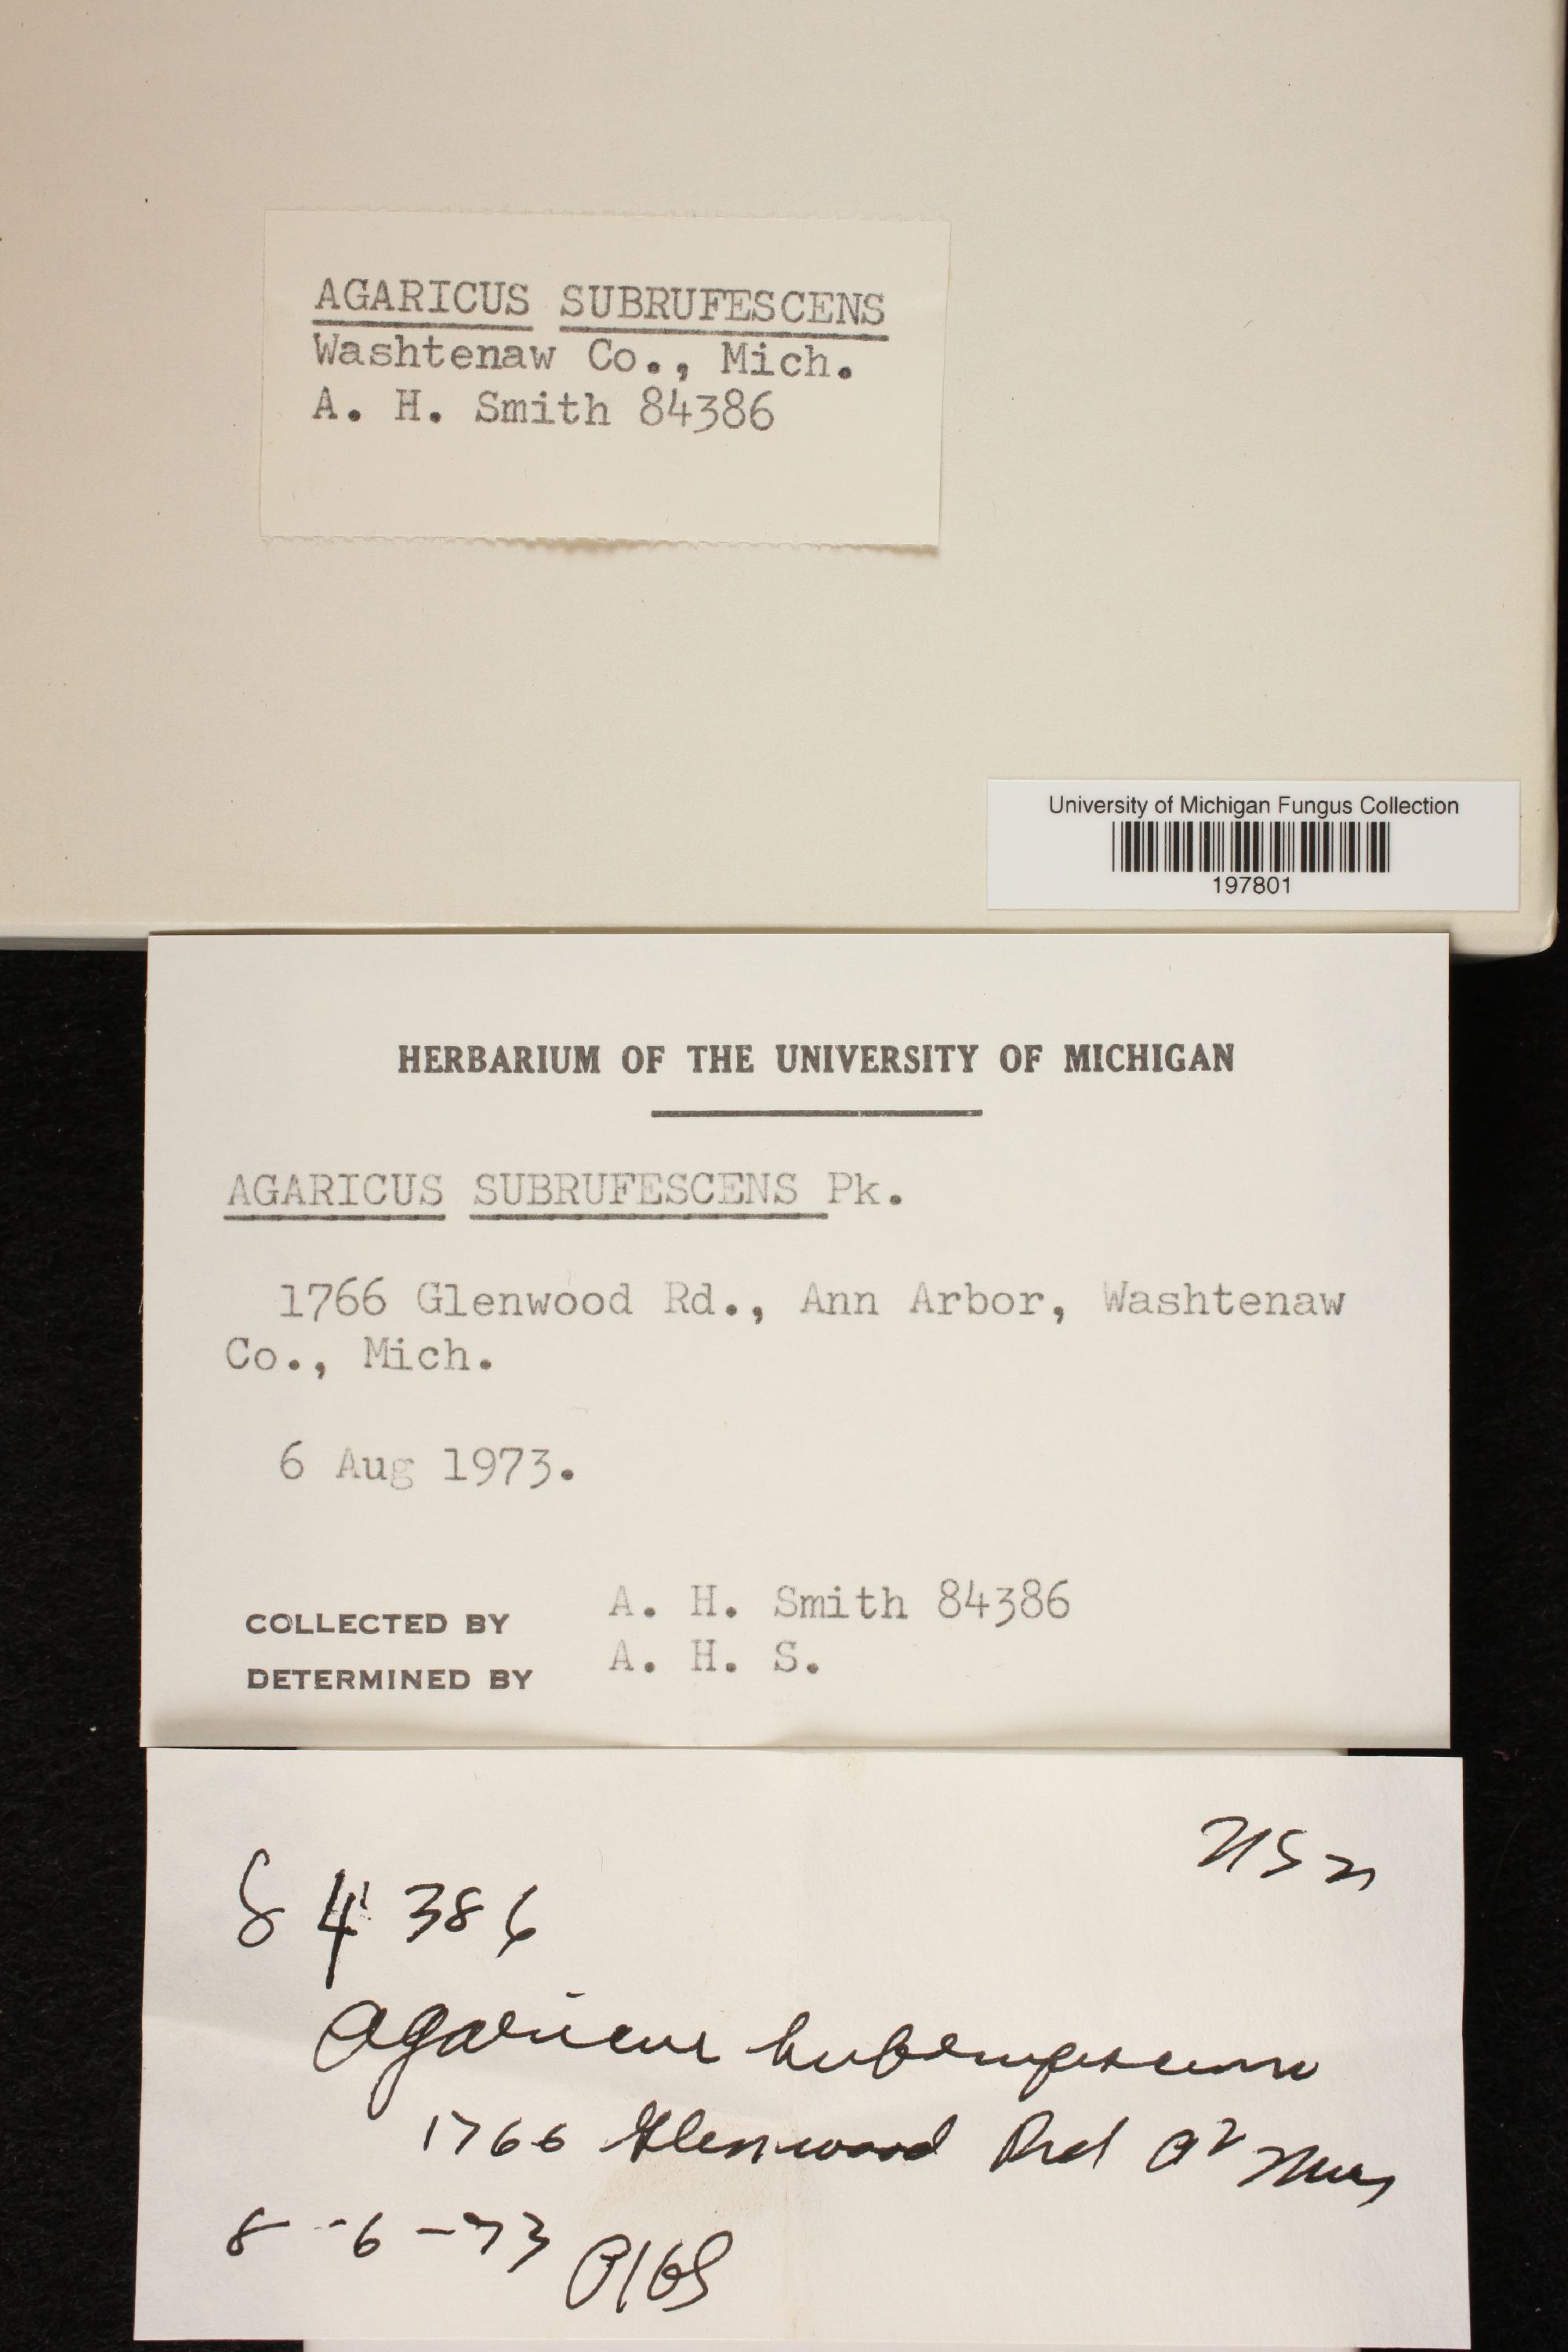 AGARICUS SUBRUFESCENS
Washtenaw Co., Mich.
A. H. Smith 84386
University of Michigan Fungus Collection
197801
HERBARIUM OF THE UNIVERSITY OF MICHIGAN
AGARICUS SUBRUFESCENS Pk.
1766 Glenwood Rd., Ann Arbor, Washtenaw
Co., Mich.
6 Aug 1973.
COLLECTED BY A. H. Smith 84386
DETERMINED BY A. H. S.
84386
Agaricus subrufescens
1766 Glenwood Rd
8-6-73 AHS